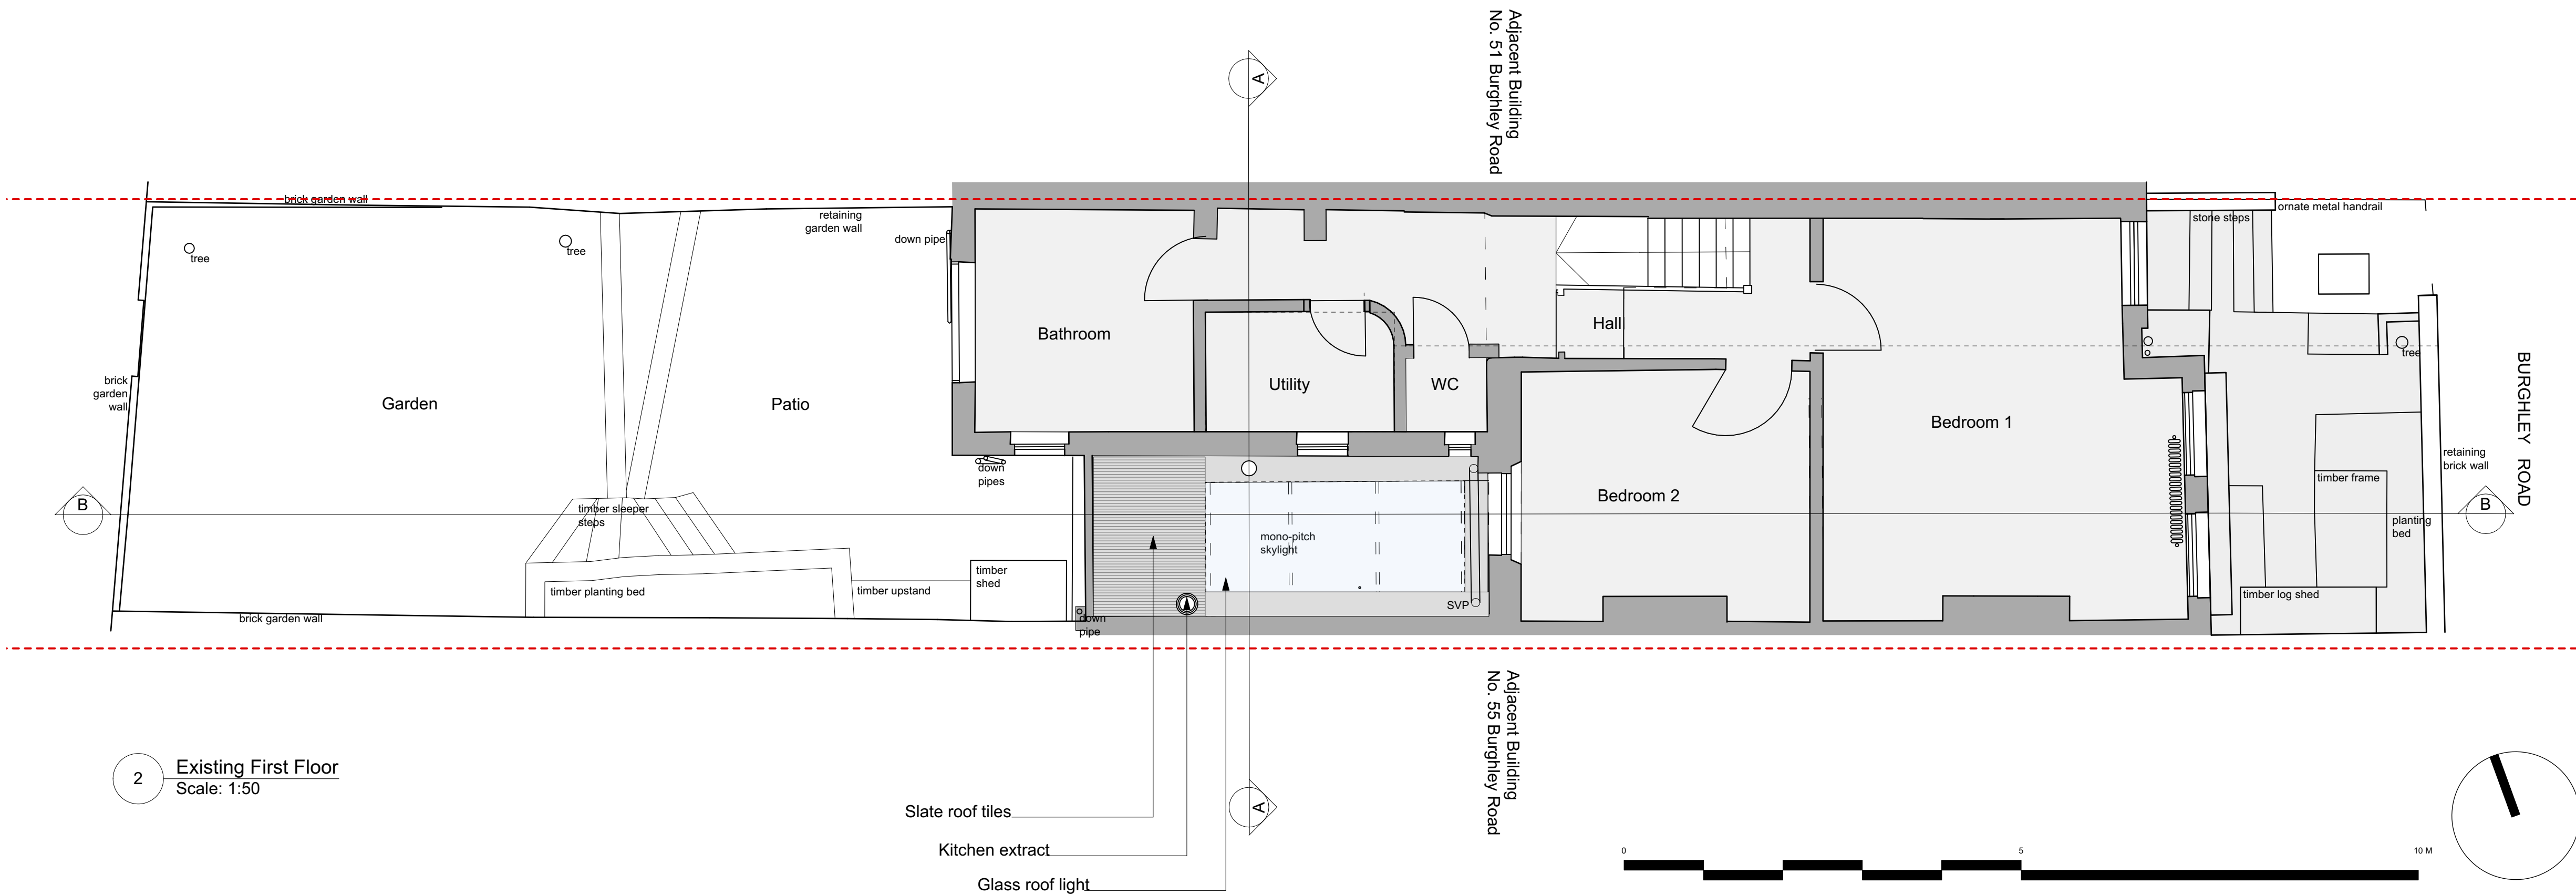 A
Adjacent Building
No. 51 Burghley Road
brick garden wall
tree
tree
retaining
garden wall
down pipe
stone steps
ornate metal handrail
Bathroom
Utility
WC
Hall
tree
BURGHLEY ROAD
brick
garden
wall
Garden
Patio
Bedroom 1
retaining
brick wall
down
pipes
Bedroom 2
timber frame
B
timber sleeper
steps
B
planting
bed
mono-pitch
skylight
timber
shed
timber planting bed
timber upstand
timber log shed
SVP
brick garden wall
down
pipe
Adjacent Building
No. 55 Burghley Road
2
Existing First Floor
Scale: 1:50
A
Slate roof tiles
Kitchen extract
Glass roof light
0
5
10 M